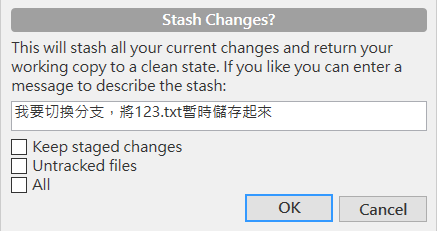 Stash Changes?
This will stash all your current changes and return your
working copy to a clean state. If you like you can enter a
message to describe the stash:
我要切換分支，將123.txt暫時儲存起來
Keep staged changes
Untracked files
All
OK Cancel